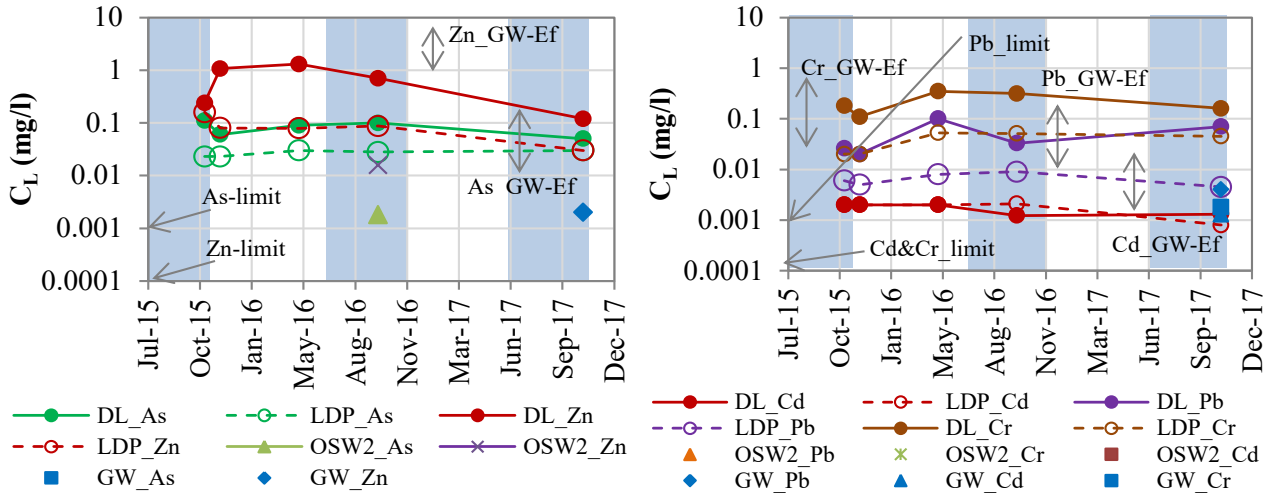 C_L (mg/l)
10
1
0.1
0.01
0.001
0.0001
Zn_GW-Ef
As_GW-Ef
As-limit
Zn-limit
Jul-15
Oct-15
Jan-16
May-16
Aug-16
Nov-16
Mar-17
Jun-17
Sep-17
Dec-17
DL_As LDP_As DL_Zn
LDP_Zn OSW2_As OSW2_Zn
GW_As GW_Zn
C_L (mg/l)
10
1
0.1
0.01
0.001
0.0001
Pb_limit
Cr_GW-Ef
Pb_GW-Ef
Cd&Cr_limit
Cd_GW-Ef
Jul-15
Oct-15
Jan-16
May-16
Aug-16
Nov-16
Mar-17
Jun-17
Sep-17
Dec-17
DL_Cd LDP_Cd DL_Pb
LDP_Pb DL_Cr LDP_Cr
OSW2_Pb OSW2_Cr OSW2_Cd
GW_Pb GW_Cd GW_Cr